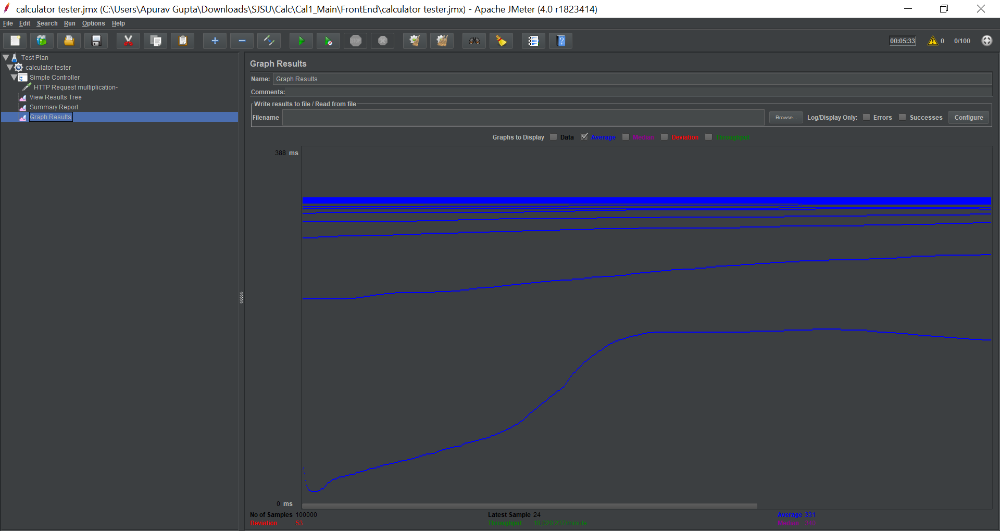 calculator tester.jmx (C:\Users\Apurav Gupta\Downloads\SJSU\Calc\Cal1_Main\FrontEnd\calculator tester.jmx) - Apache JMeter (4.0 r1823414)
File Edit Search Run Options Help
STOP 00:05:33 0 0/100
Test Plan
calculator tester
Simple Controller
HTTP Request multiplication-
View Results Tree
Summary Report
Graph Results
Graph Results
Name: Graph Results
Comments:
Write results to file / Read from file
Filename Browse... Log/Display Only: Errors Successes Configure
Graphs to Display Data Average Median Deviation Throughput
388 ms
0 ms
No of Samples 100000 Latest Sample 24 Average 331
Deviation 53 Throughput 18,020.237/minute Median